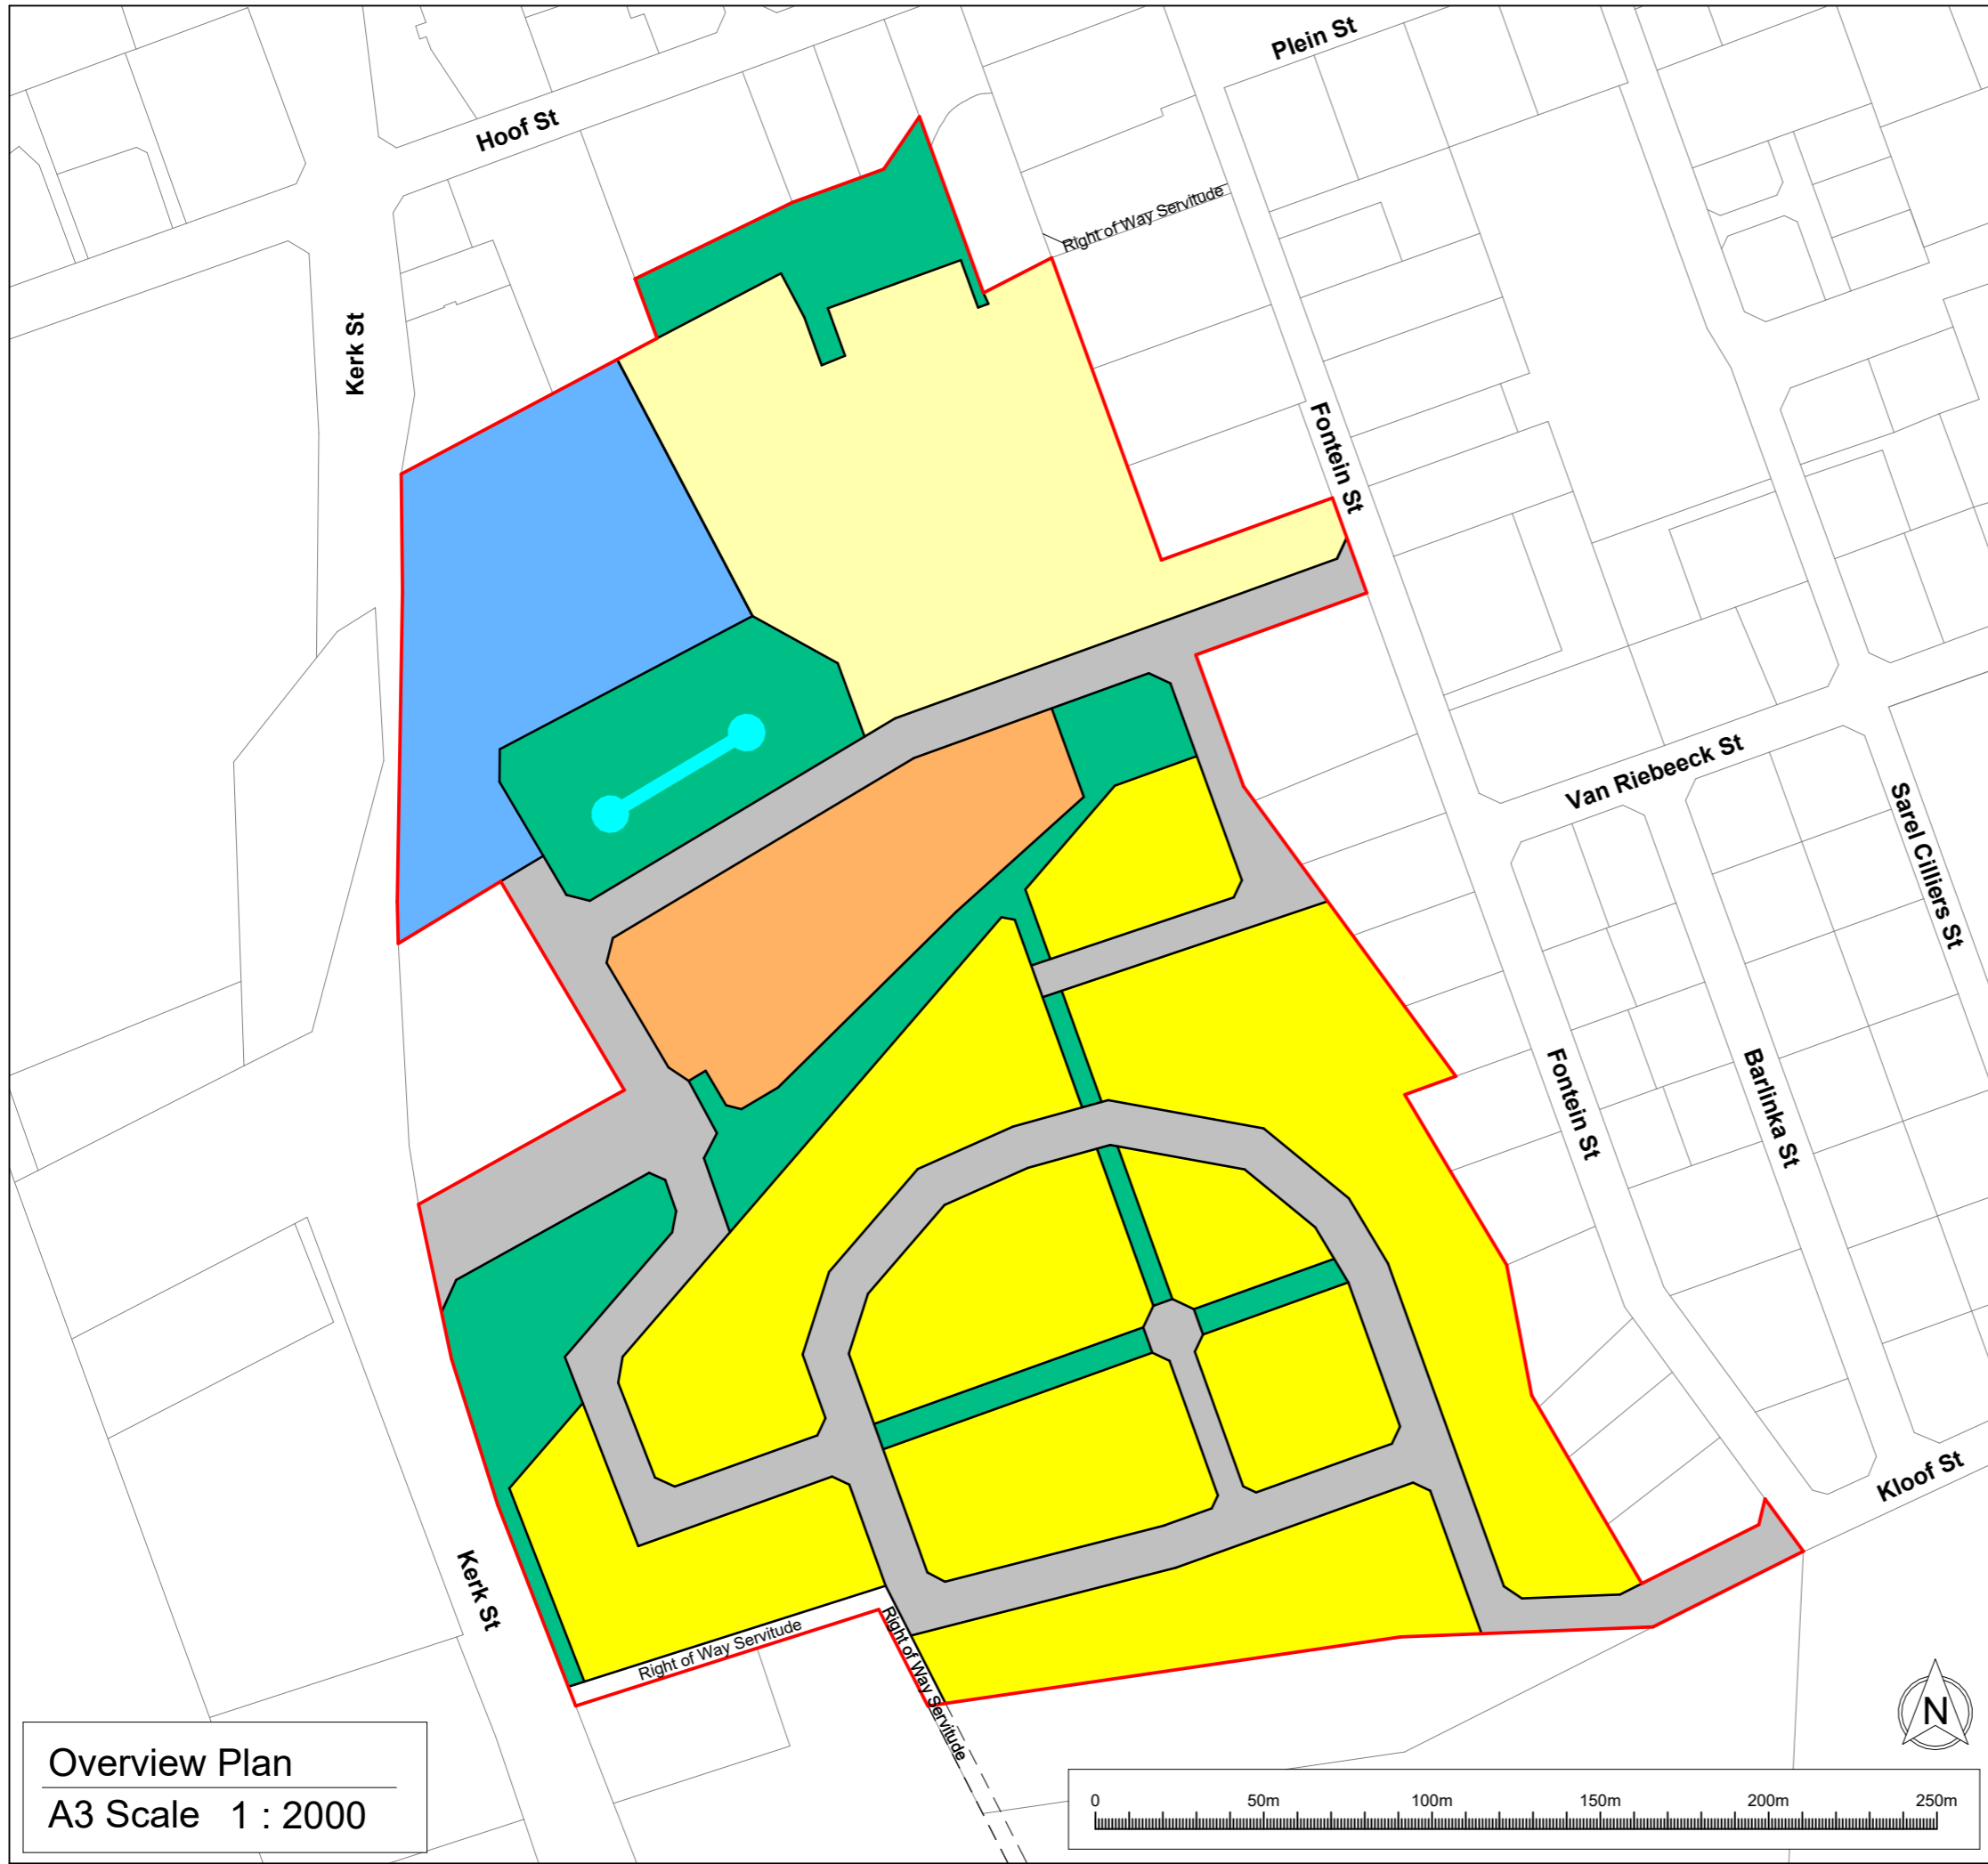 Plein St
Hoof St
Right of Way Servitude
Kerk St
Fontein St
Van Riebeeck St
Sarel Cilliers St
Fontein St
Barlinka St
Kloof St
Kerk St
Right of Way Servitude
Right of Way Servitude
N
Overview Plan
A3 Scale 1 : 2000
0 50m 100m 150m 200m 250m